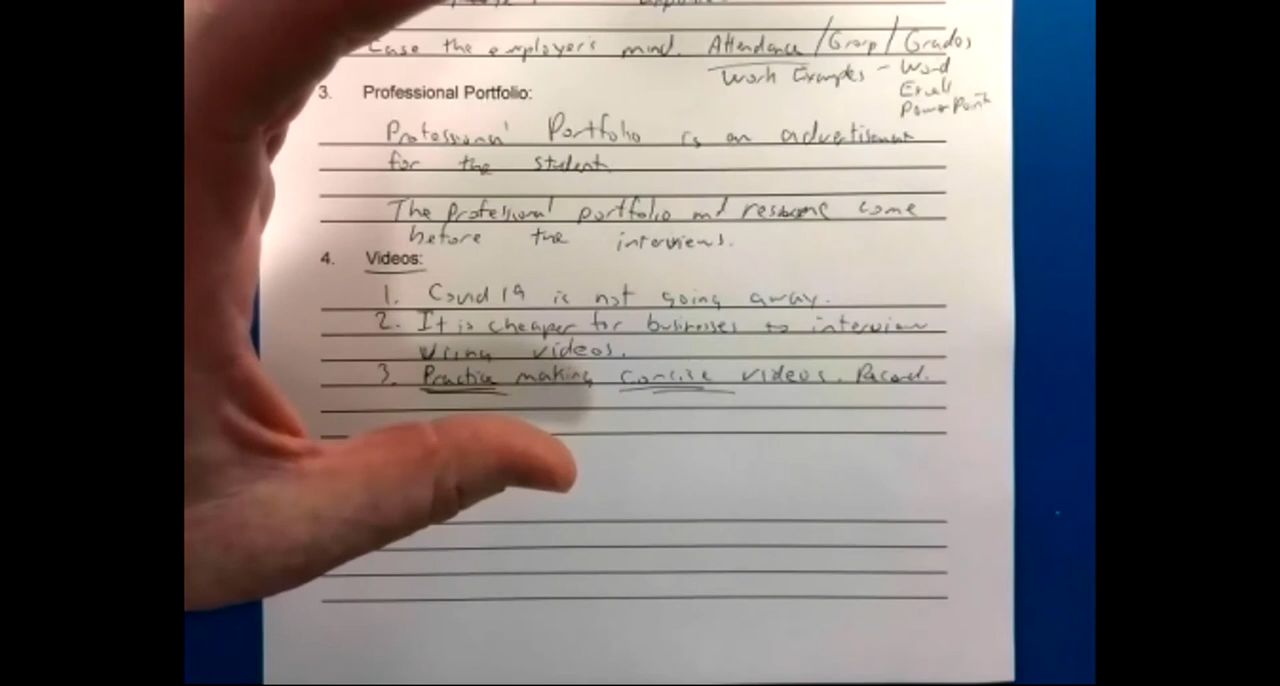 Ease the employer's mind. Attendance / Group / Grades
Work Examples - Word
Excell
PowerPoint
3. Professional Portfolio:
Professional Portfolio is an advertisement
for the student.
The professional portfolio and resume come
before the interviews.
4. Videos:
1. Covid 19 is not going away.
2. It is cheaper for businesses to interview
using videos.
3. Practice making concise videos. Record.